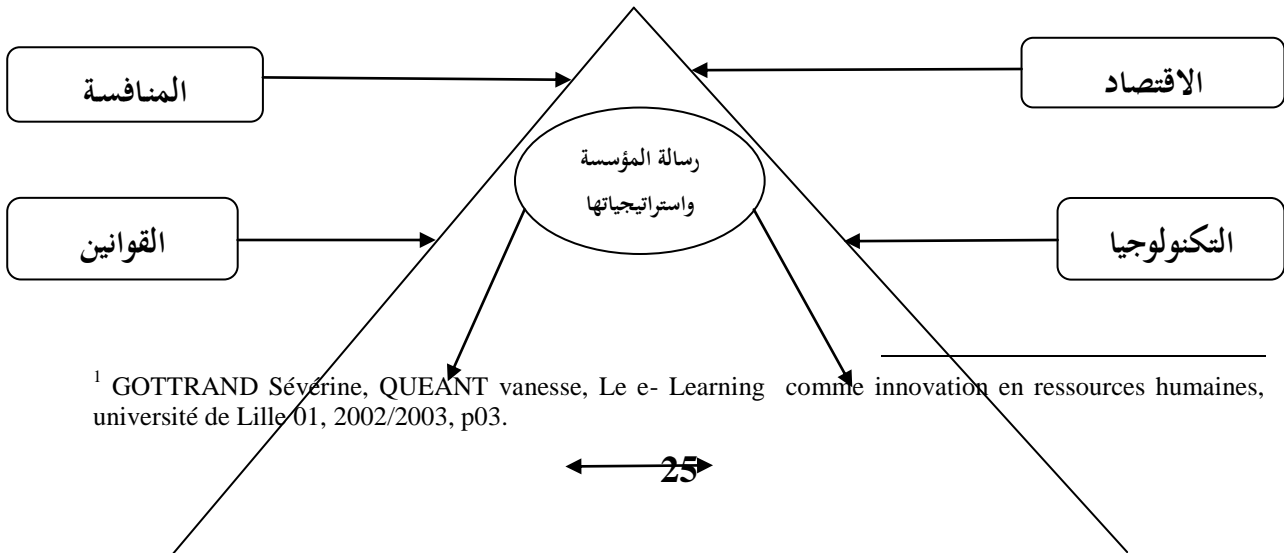 الاقتصاد
المنافسة
رسالة المؤسسة
واستراتيجياتها
التكنولوجيا
القوانين
1 GOTTRAND Sévérine, QUEANT vanesse, Le e- Learning comme innovation en ressources humaines,
université de Lille 01, 2002/2003, p03.
25